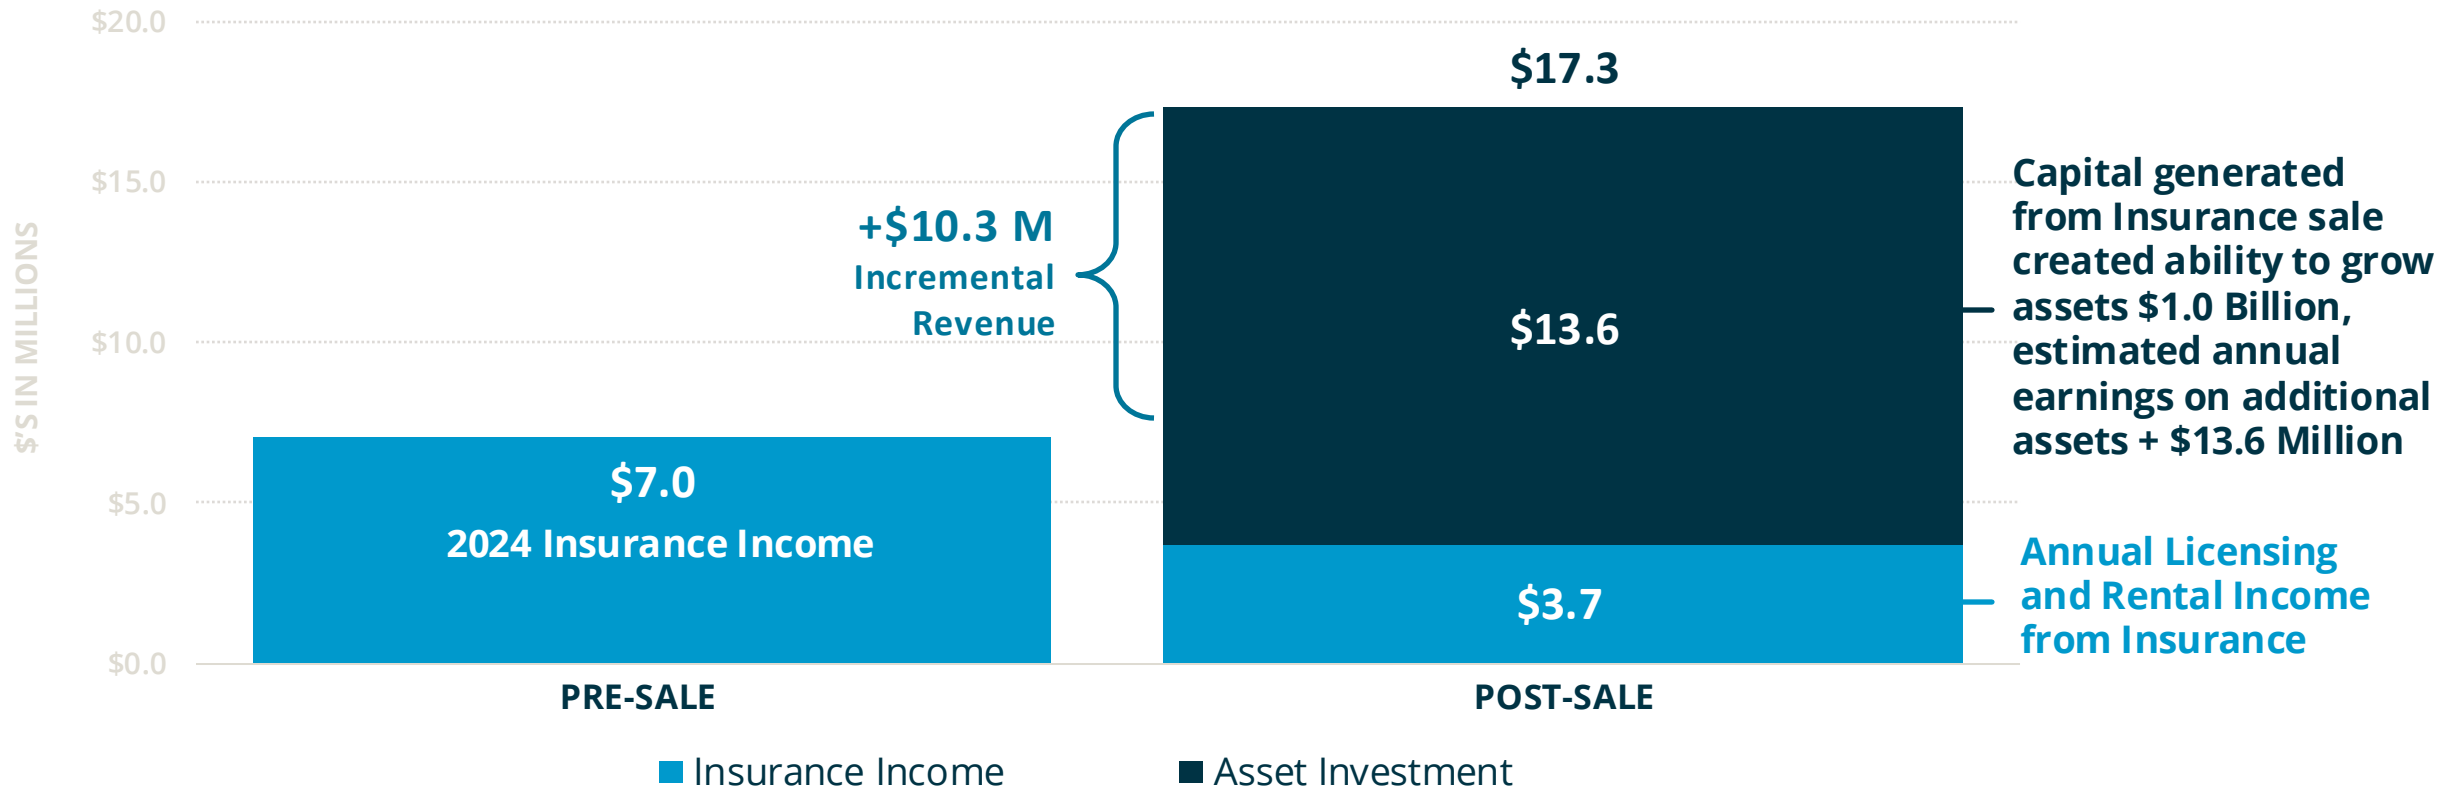 $'S IN MILLIONS
$20.0
$15.0
$10.0
$5.0
$0.0
$7.0
2024 Insurance Income
+$10.3 M
Incremental
Revenue
$17.3
$13.6
$3.7
Capital generated
from Insurance sale
created ability to grow
assets $1.0 Billion,
estimated annual
earnings on additional
assets + $13.6 Million
Annual Licensing
and Rental Income
from Insurance
PRE-SALE
POST-SALE
Insurance Income
Asset Investment